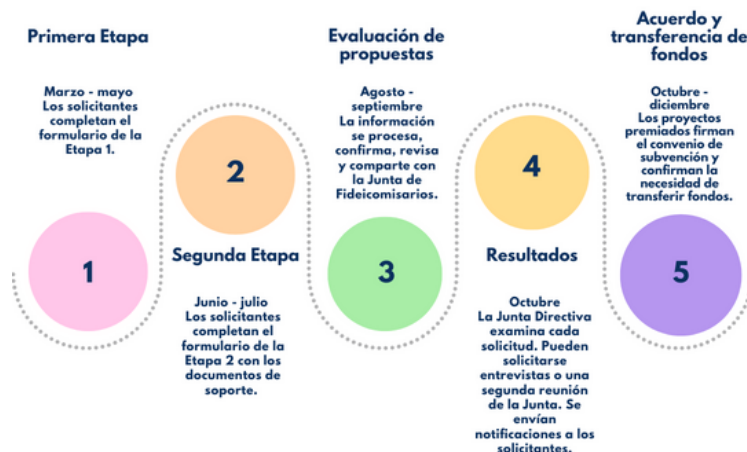 Primera Etapa
Marzo - mayo
Los solicitantes
completan el
formulario de la
Etapa 1.
1
2
Segunda Etapa
Junio - julio
Los solicitantes
completan el
formulario de la
Etapa 2 con los
documentos de
soporte.
Evaluación de
propuestas
Agosto -
septiembre
La información
se procesa,
confirma, revisa
y comparte con
la Junta de
Fideicomisarios.
3
4
Resultados
Octubre
La Junta Directiva
examina cada
solicitud. Pueden
solicitarse
entrevistas o una
segunda reunión
de la Junta. Se
envían
notificaciones a los
solicitantes.
Acuerdo y
transferencia de
fondos
Octubre -
diciembre
Los proyectos
premiados firman
el convenio de
subvención y
confirman la
necesidad de
transferir fondos.
5